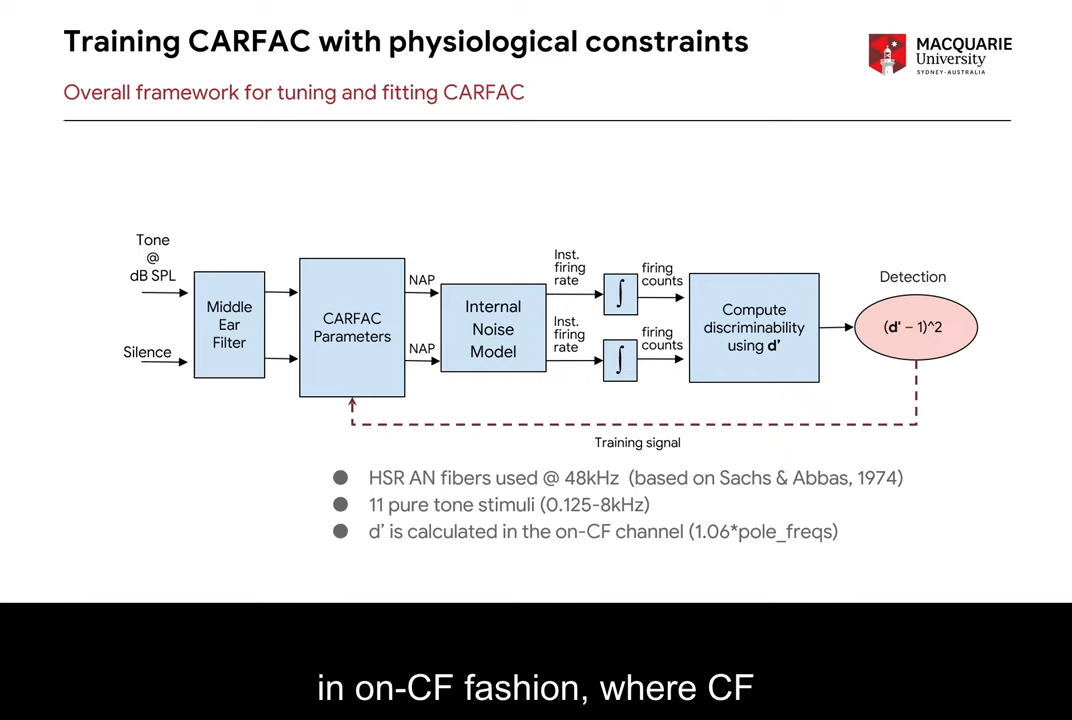 Training CARFAC with physiological constraints
MACQUARIE
University
SYDNEY·AUSTRALIA
Overall framework for tuning and fitting CARFAC
Tone
@
dB SPL
Silence
Middle
Ear
Filter
CARFAC
Parameters
NAP
NAP
Internal
Noise
Model
Inst.
firing
rate
Inst.
firing
rate
∫
∫
firing
counts
firing
counts
Compute
discriminability
using d'
Detection
(d' – 1)^2
Training signal
● HSR AN fibers used @ 48kHz (based on Sachs & Abbas, 1974)
● 11 pure tone stimuli (0.125-8kHz)
● d' is calculated in the on-CF channel (1.06*pole_freqs)
in on-CF fashion, where CF